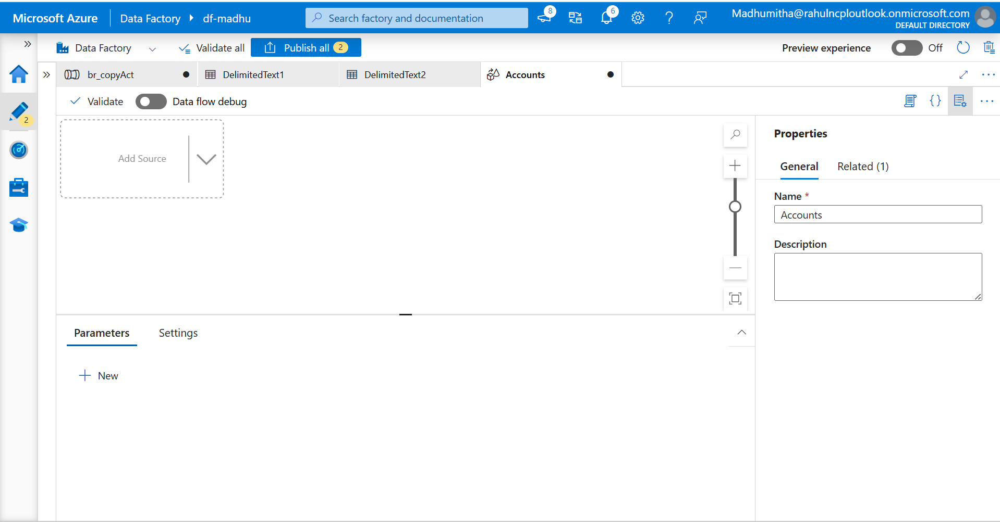 Microsoft Azure
Data Factory
df-madhu
Search factory and documentation
8
6
Madhumitha@rahulncploutlook.onmicrosoft.com
DEFAULT DIRECTORY
Data Factory
Validate all
Publish all 2
Preview experience
Off
br_copyAct
DelimitedText1
DelimitedText2
Accounts
2
Validate
Data flow debug
{}
Add Source
Properties
General
Related (1)
Name *
Accounts
Description
Parameters
Settings
New